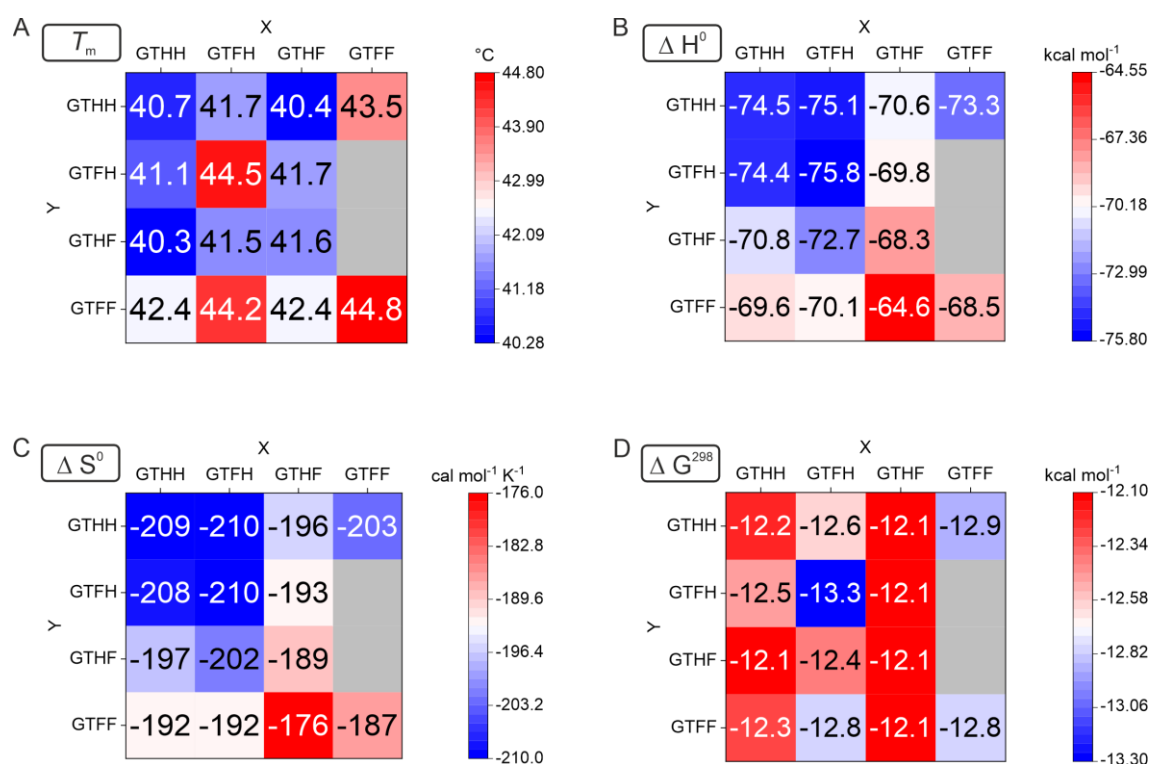 A
T m
X
GTHH GTFH GTHF GTFF
°C
Y
GTHH 40.7 41.7 40.4 43.5
GTFH 41.1 44.5 41.7
GTHF 40.3 41.5 41.6
GTFF 42.4 44.2 42.4 44.8
44.80
43.90
42.99
42.09
41.18
40.28
B
Δ H⁰
X
GTHH GTFH GTHF GTFF
kcal mol⁻¹
Y
GTHH -74.5 -75.1 -70.6 -73.3
GTFH -74.4 -75.8 -69.8
GTHF -70.8 -72.7 -68.3
GTFF -69.6 -70.1 -64.6 -68.5
-64.55
-67.36
-70.18
-72.99
-75.80
C
Δ S⁰
X
GTHH GTFH GTHF GTFF
cal mol⁻¹ K⁻¹
Y
GTHH -209 -210 -196 -203
GTFH -208 -210 -193
GTHF -197 -202 -189
GTFF -192 -192 -176 -187
-176.0
-182.8
-189.6
-196.4
-203.2
-210.0
D
Δ G²⁹⁸
X
GTHH GTFH GTHF GTFF
kcal mol⁻¹
Y
GTHH -12.2 -12.6 -12.1 -12.9
GTFH -12.5 -13.3 -12.1
GTHF -12.1 -12.4 -12.1
GTFF -12.3 -12.8 -12.1 -12.8
-12.10
-12.34
-12.58
-12.82
-13.06
-13.30